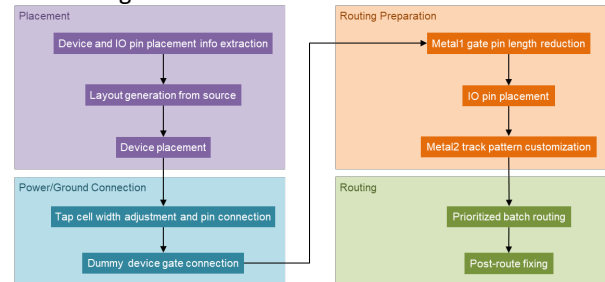 Placement
Device and IO pin placement info extraction
Layout generation from source
Device placement
Power/Ground Connection
Tap cell width adjustment and pin connection
Dummy device gate connection
Routing Preparation
Metal1 gate pin length reduction
IO pin placement
Metal2 track pattern customization
Routing
Prioritized batch routing
Post-route fixing